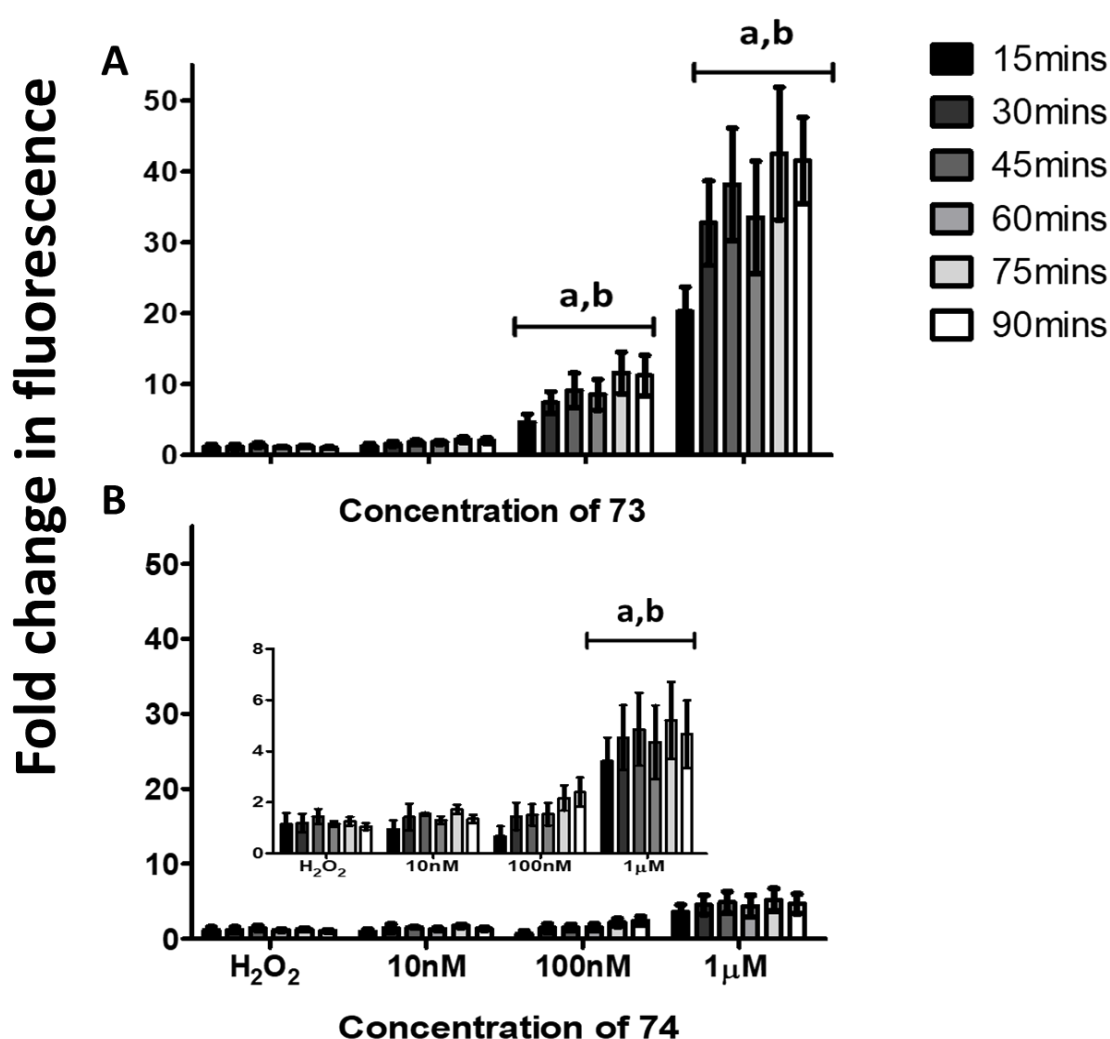 A
Fold change in fluorescence
50
40
30
20
10
0
a,b
a,b
15mins
30mins
45mins
60mins
75mins
90mins
Concentration of 73
B
50
40
30
20
10
0
8
6
4
2
0
a,b
H₂O₂ 10nM 100nM 1μM
H₂O₂ 10nM 100nM 1μM
Concentration of 74